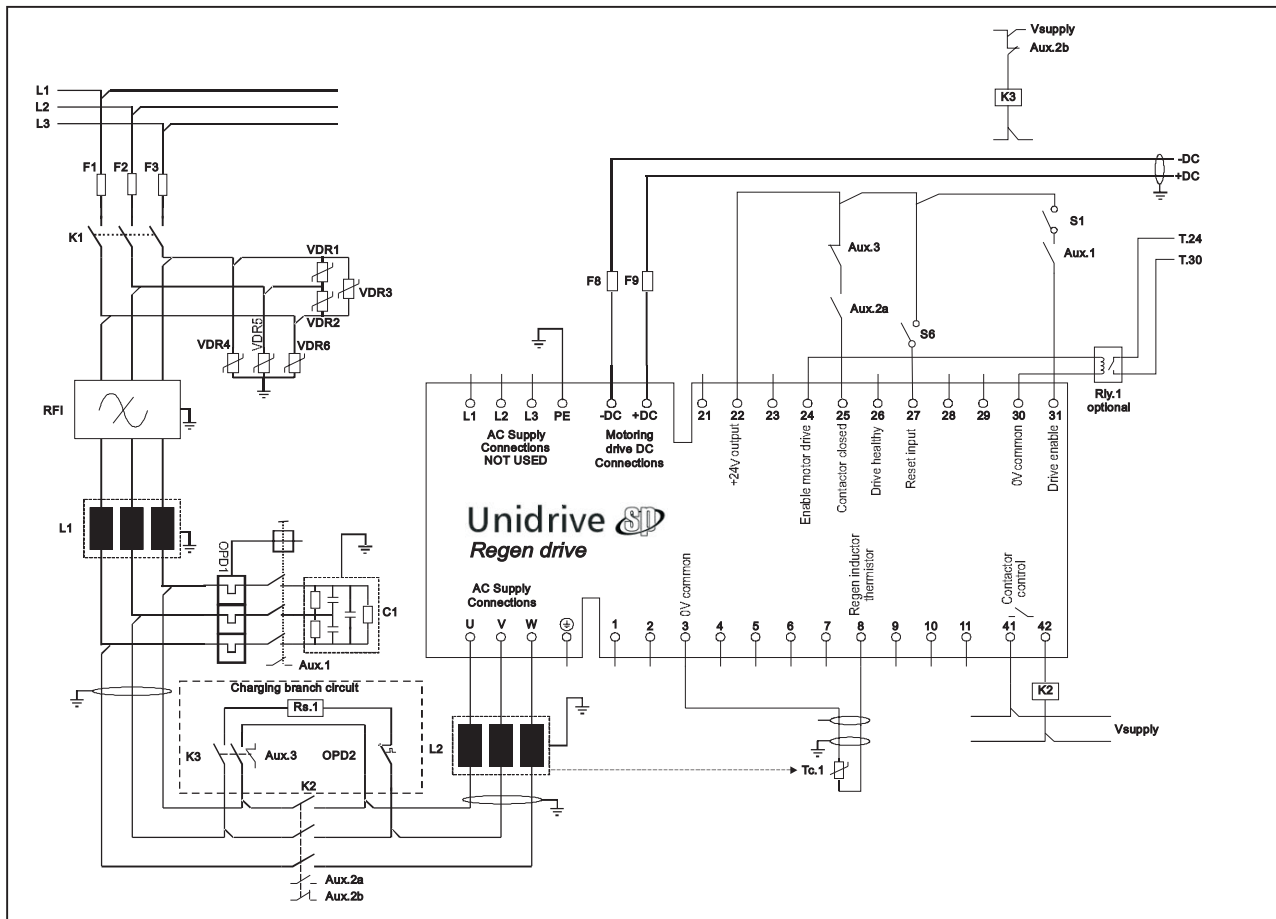 Vsupply
Aux.2b
K3
L1
L2
L3
F1 F2 F3
-DC
+DC
K1
S1
T.24
Aux.1
T.30
VDR1
Aux.3
F8 F9
VDR3
VDR2
Aux.2a
S6
VDR4 VDR5 VDR6
RFI
Rly.1
optional
L1 L2 L3 PE -DC +DC 21 22 23 24 25 26 27 28 29 30 31
AC Supply
Connections
NOT USED
Motoring
drive DC
Connections
+24V output
Enable motor drive
Contactor closed
Drive healthy
Reset input
0V common
Drive enable
L1
Unidrive SP
Regen drive
OPD1
C1
Aux.1
AC Supply
Connections
U V W
0V common
Regen inductor
thermistor
Contactor
control
1 2 3 4 5 6 7 8 9 10 11 41 42
Charging branch circuit
Rs.1
K3
Aux.3
OPD2
L2
K2
Vsupply
Tc.1
K2
Aux.2a
Aux.2b